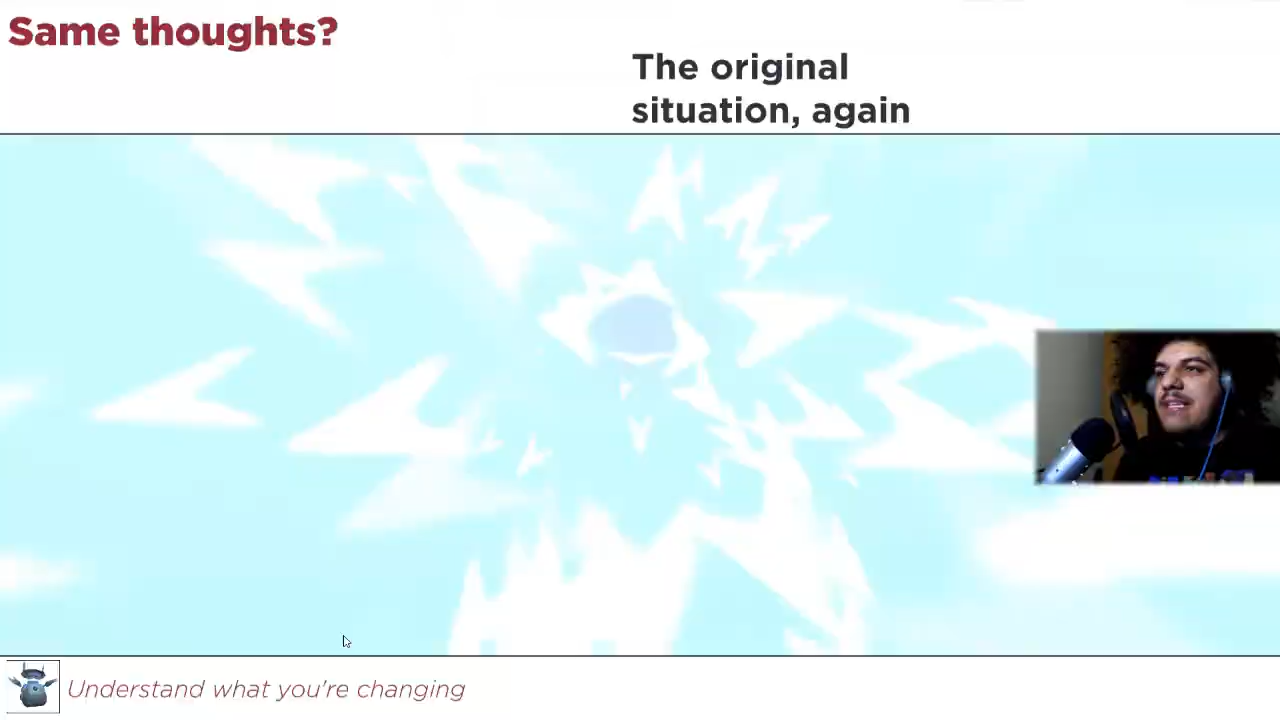 Same thoughts?
The original
situation, again
Understand what you're changing